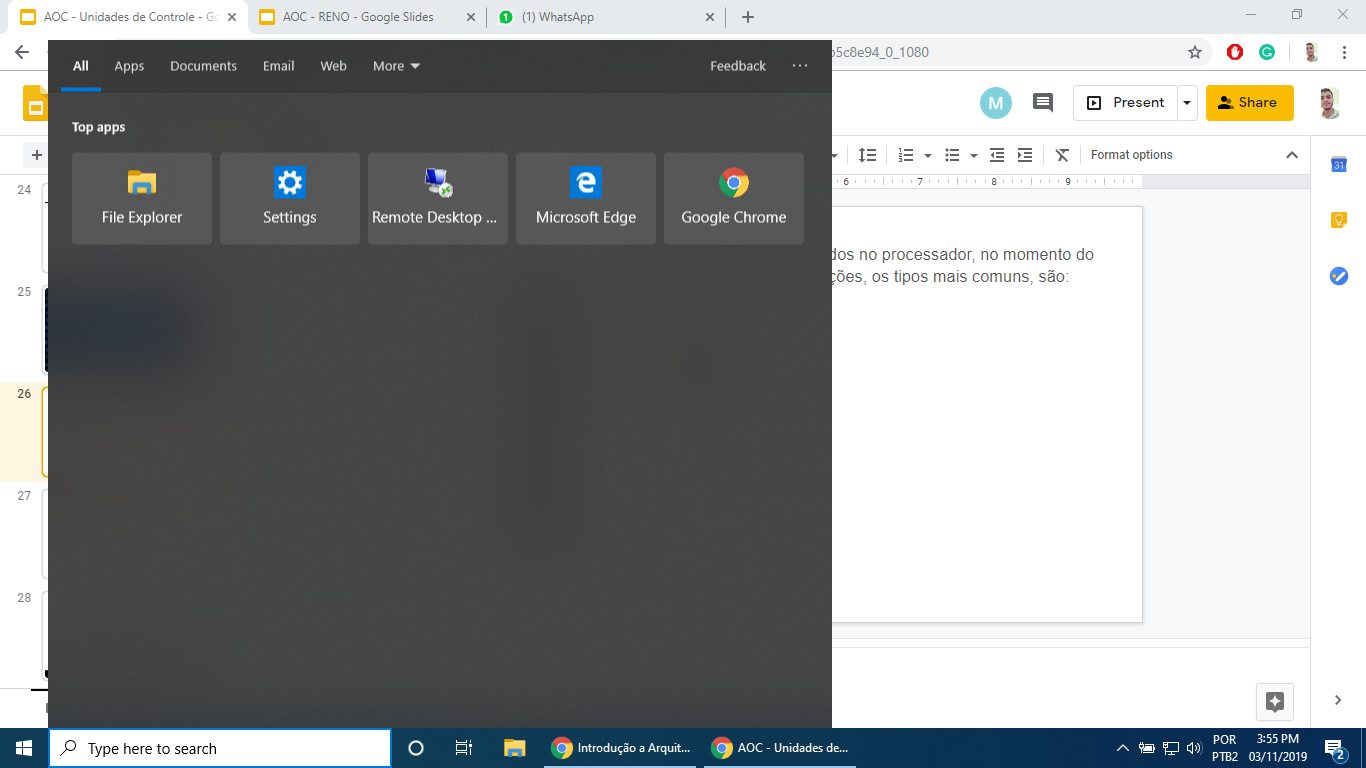 AOC - Unidades de Controle - Go
AOC - RENO - Google Slides
(1) WhatsApp
b5c8e94_0_1080
All
Apps
Documents
Email
Web
More
Feedback
M
Present
Share
Top apps
File Explorer
Settings
Remote Desktop ...
Microsoft Edge
Google Chrome
Format options
31
6
7
8
9
24
25
26
27
28
dos no processador, no momento do
ções, os tipos mais comuns, são:
Type here to search
Introdução a Arquit...
AOC - Unidades de...
POR
PTB2
3:55 PM
03/11/2019
2